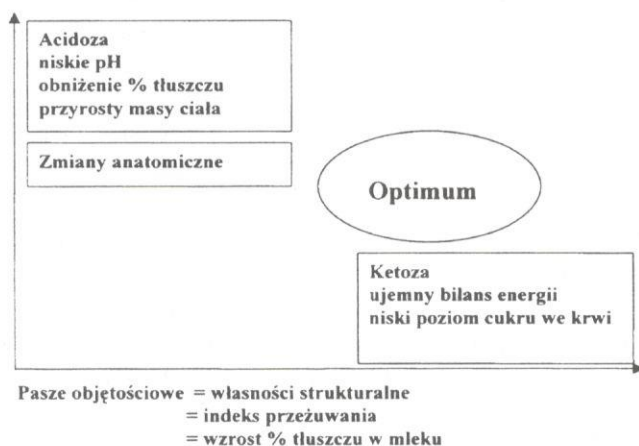 Acidoza
niskie pH
obniżenie % tłuszczu
przyrosty masy ciała
Zmiany anatomiczne
Optimum
Ketoza
ujemny bilans energii
niski poziom cukru we krwi
Pasze objętościowe = własności strukturalne
= indeks przeżuwania
= wzrost % tłuszczu w mleku